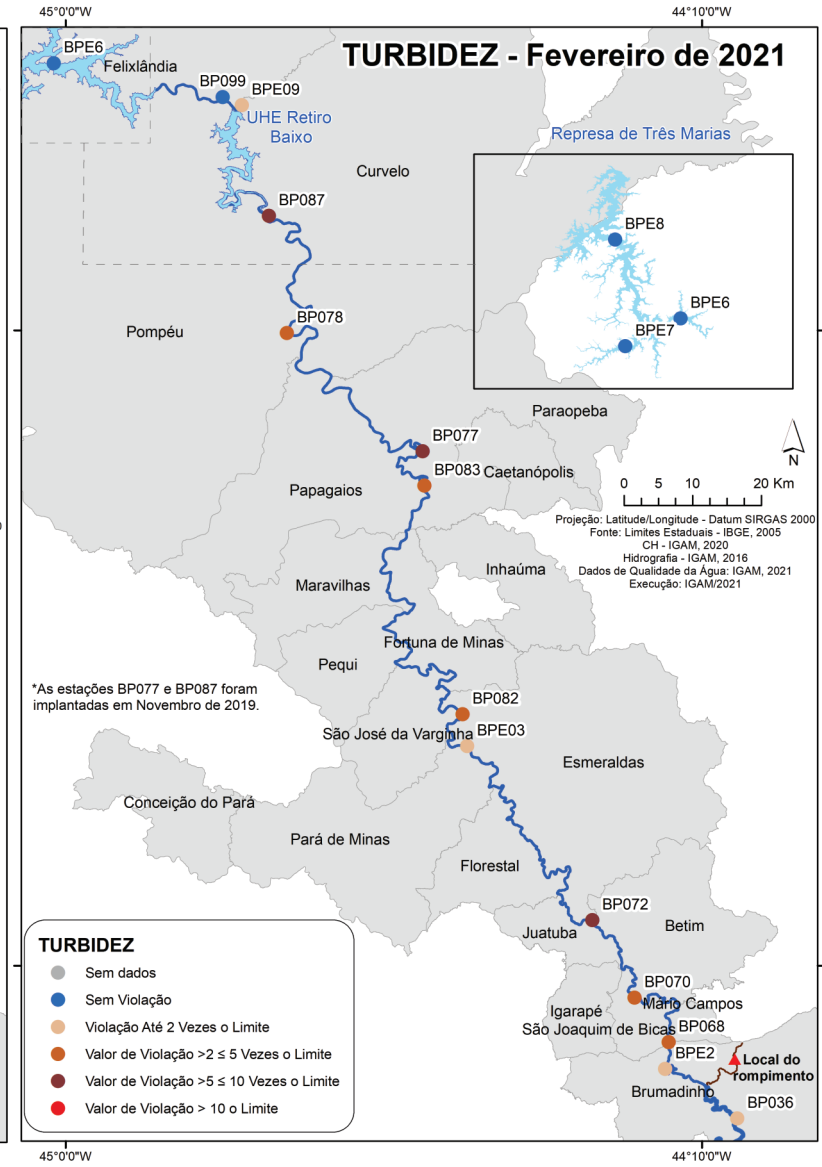 45°0'0"W
44°10'0"W
TURBIDEZ - Fevereiro de 2021
BPE6
Felixlândia
BP099
BPE09
UHE Retiro
Baixo
Represa de Três Marias
Curvelo
BP087
BPE8
BPE6
BPE7
BP078
Pompéu
Paraopeba
BP077
N
BP083
Caetanópolis
Papagaios
0 5 10 20 Km
Projeção: Latitude/Longitude - Datum SIRGAS 2000
Fonte: Limites Estaduais - IBGE, 2005
CH - IGAM, 2020
Hidrografia - IGAM, 2016
Dados de Qualidade da Água: IGAM, 2021
Execução: IGAM/2021
Inhaúma
Maravilhas
Fortuna de Minas
Pequi
*As estações BP077 e BP087 foram
implantadas em Novembro de 2019.
BP082
São José da Varginha
BPE03
Esmeraldas
Conceição do Pará
Pará de Minas
Florestal
BP072
Juatuba
Betim
BP070
Mário Campos
Igarapé
São Joaquim de Bicas
BP068
BPE2
Local do
rompimento
Brumadinho
BP036
TURBIDEZ
Sem dados
Sem Violação
Violação Até 2 Vezes o Limite
Valor de Violação >2 ≤ 5 Vezes o Limite
Valor de Violação >5 ≤ 10 Vezes o Limite
Valor de Violação > 10 o Limite
45°0'0"W
44°10'0"W